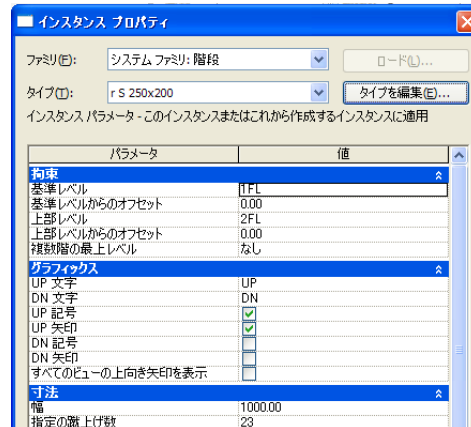 インスタンス プロパティ
ファミリ(F): システム ファミリ: 階段 ロード(L)...
タイプ(T): r S 250x200 タイプを編集(E)...
インスタンス パラメータ - このインスタンスまたはこれから作成するインスタンスに適用
パラメータ 値
拘束
基準レベル 1FL
基準レベルからのオフセット 0.00
上部レベル 2FL
上部レベルからのオフセット 0.00
複数階の最上レベル なし
グラフィックス
UP 文字 UP
DN 文字 DN
UP 記号
UP 矢印
DN 記号
DN 矢印
すべてのビューの上向き矢印を表示
寸法
幅 1000.00
指定の蹴上げ数 23